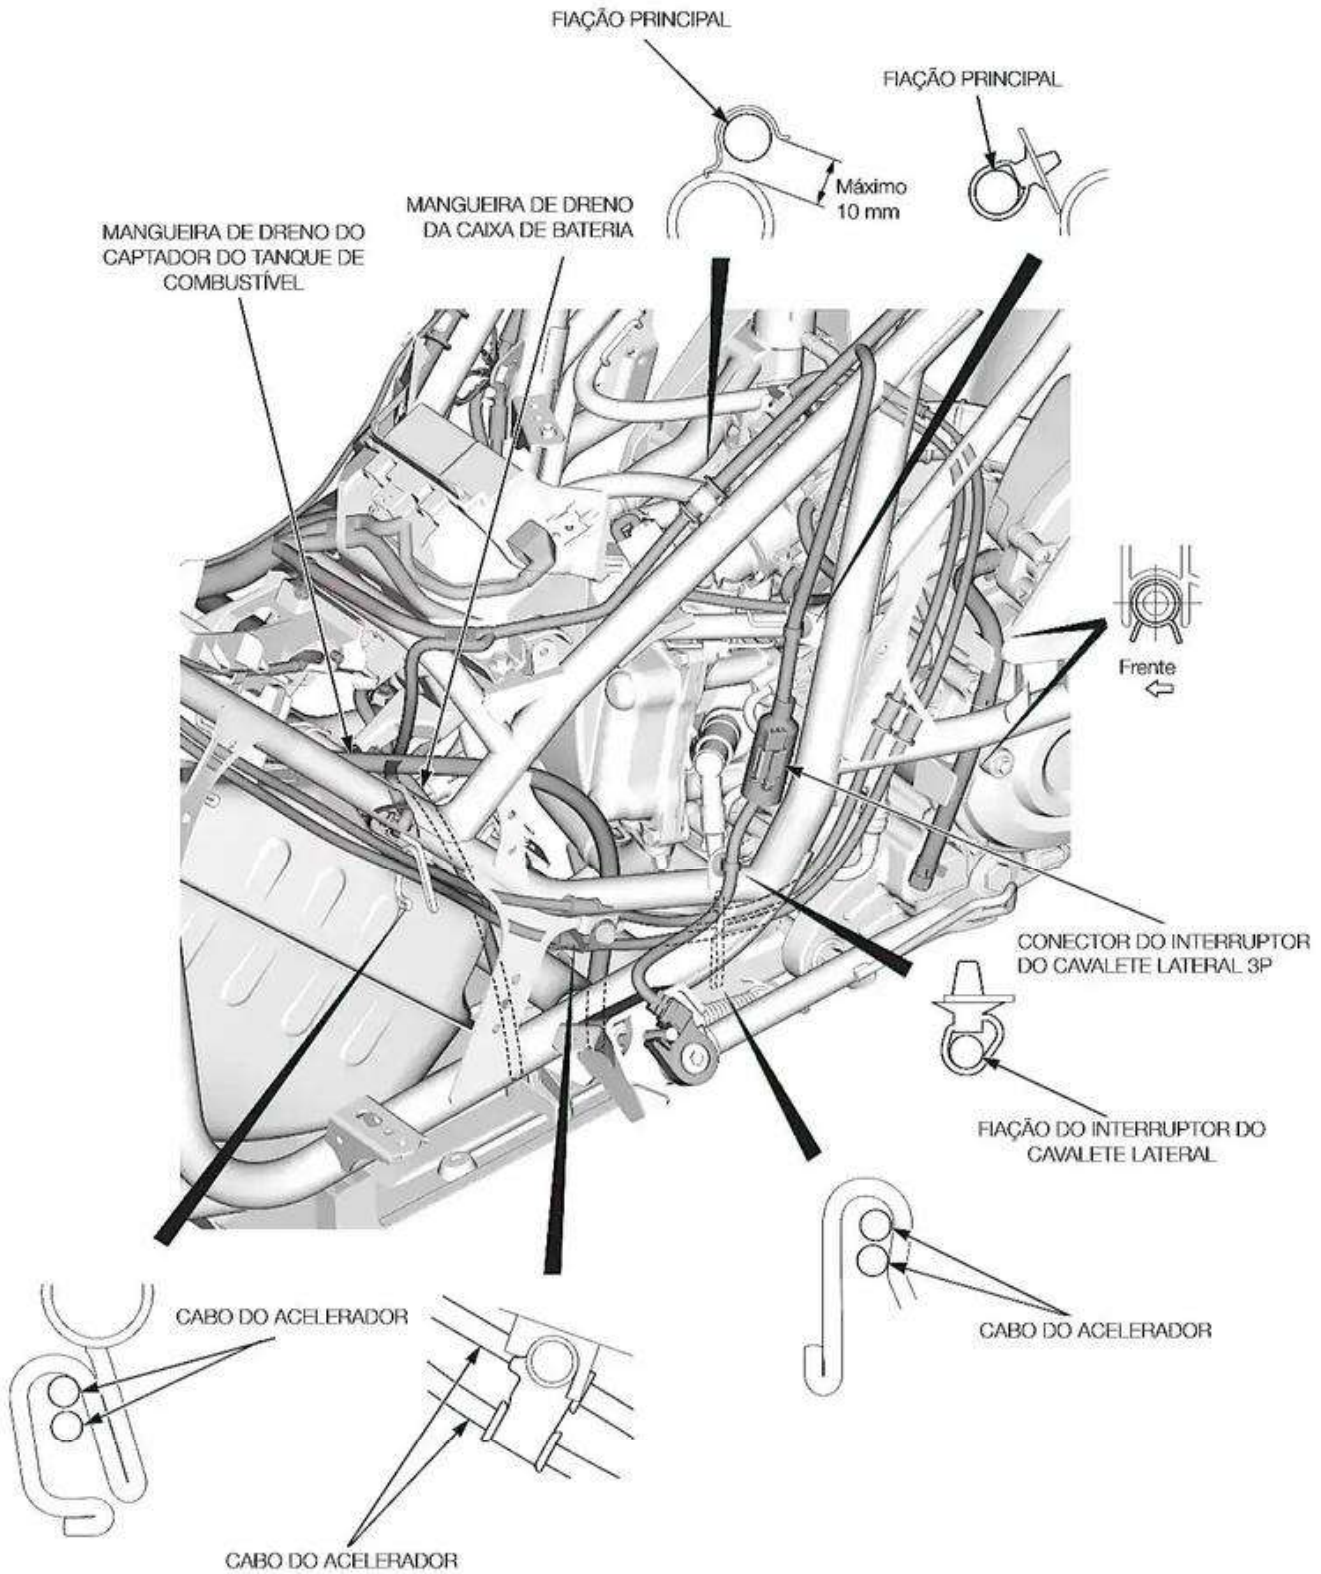 FIAÇÃO PRINCIPAL
FIAÇÃO PRINCIPAL
Máximo
10 mm
MANGUEIRA DE DRENO
DA CAIXA DE BATERIA
MANGUEIRA DE DRENO DO
CAPTADOR DO TANQUE DE
COMBUSTÍVEL
Frente
CONECTOR DO INTERRUPTOR
DO CAVALETE LATERAL 3P
FIAÇÃO DO INTERRUPTOR DO
CAVALETE LATERAL
CABO DO ACELERADOR
CABO DO ACELERADOR
CABO DO ACELERADOR